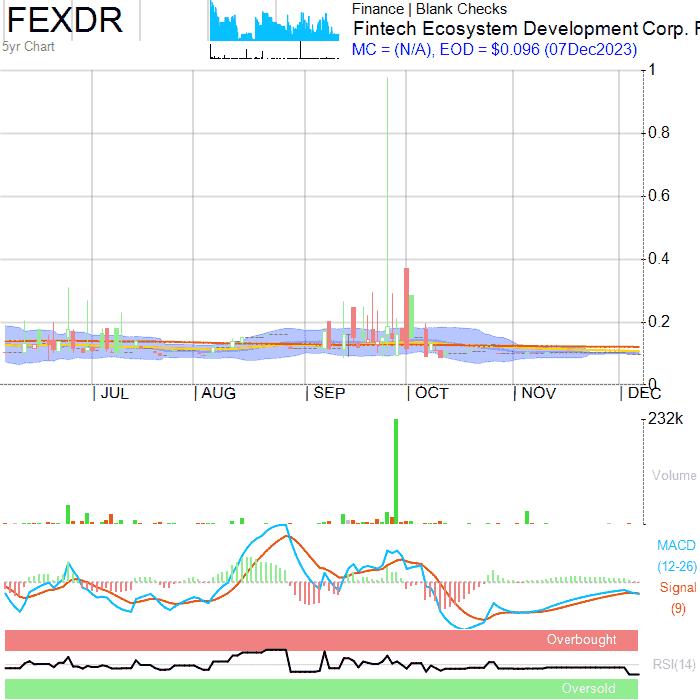 FEXDR
5yr Chart
Finance | Blank Checks
Fintech Ecosystem Development Corp. F
MC = (N/A), EOD = $0.096 (07Dec2023)
1
0.8
0.6
0.4
0.2
0
JUL AUG SEP OCT NOV DEC
232k
Volume
MACD
(12-26)
Signal
(9)
Overbought
RSI(14)
Oversold